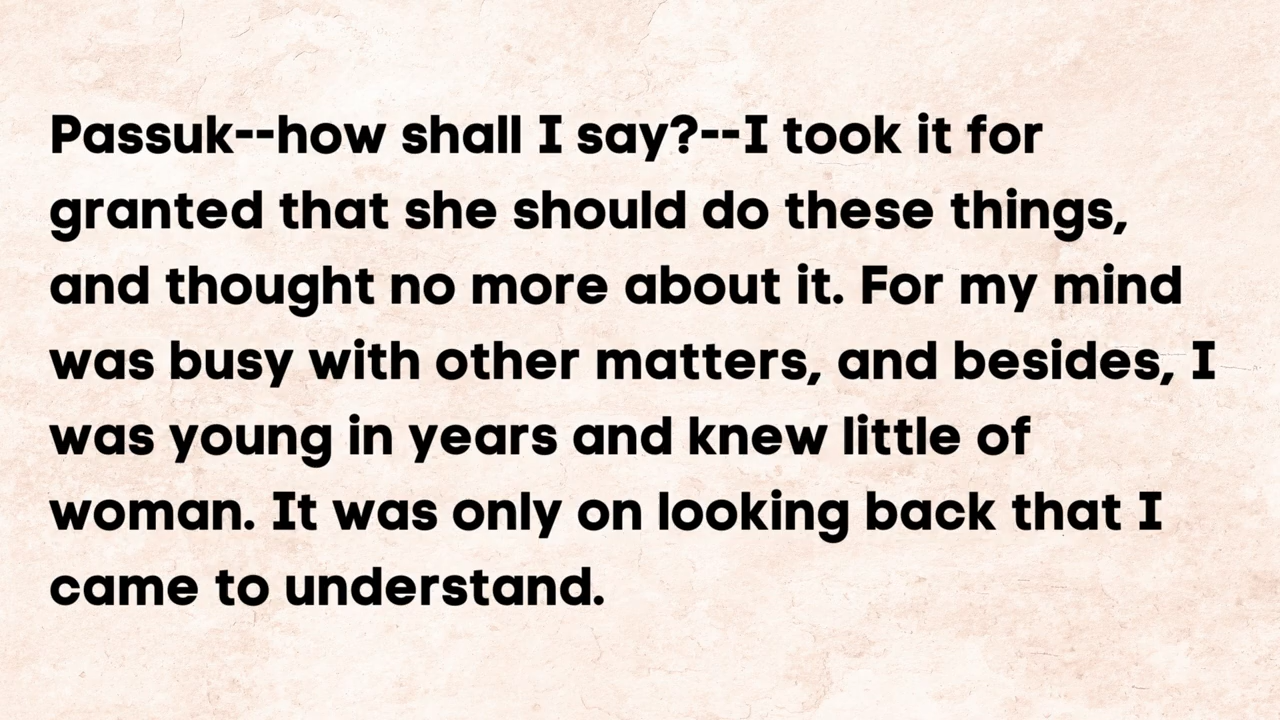 Passuk--how shall I say?--I took it for
granted that she should do these things,
and thought no more about it. For my mind
was busy with other matters, and besides, I
was young in years and knew little of
woman. It was only on looking back that I
came to understand.